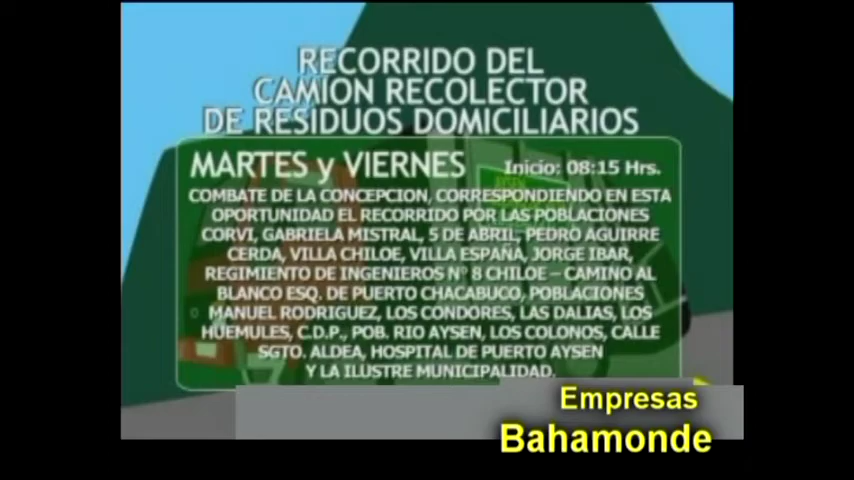 RECORRIDO DEL
CAMION RECOLECTOR
DE RESIDUOS DOMICILIARIOS
MARTES y VIERNES Inicio: 08:15 Hrs.
COMBATE DE LA CONCEPCION, CORRESPONDIENDO EN ESTA
OPORTUNIDAD EL RECORRIDO POR LAS POBLACIONES
CORVI, GABRIELA MISTRAL, 5 DE ABRIL, PEDRO AGUIRRE
CERDA, VILLA CHILOE, VILLA ESPAÑA, JORGE IBAR,
REGIMIENTO DE INGENIEROS N° 8 CHILOE – CAMINO AL
BLANCO ESQ. DE PUERTO CHACABUCO, POBLACIONES
MANUEL RODRIGUEZ, LOS CONDORES, LAS DALIAS, LOS
HUEMULES, C.D.P., POB. RIO AYSEN, LOS COLONOS, CALLE
SGTO. ALDEA, HOSPITAL DE PUERTO AYSEN
Y LA ILUSTRE MUNICIPALIDAD.
Empresas
Bahamonde